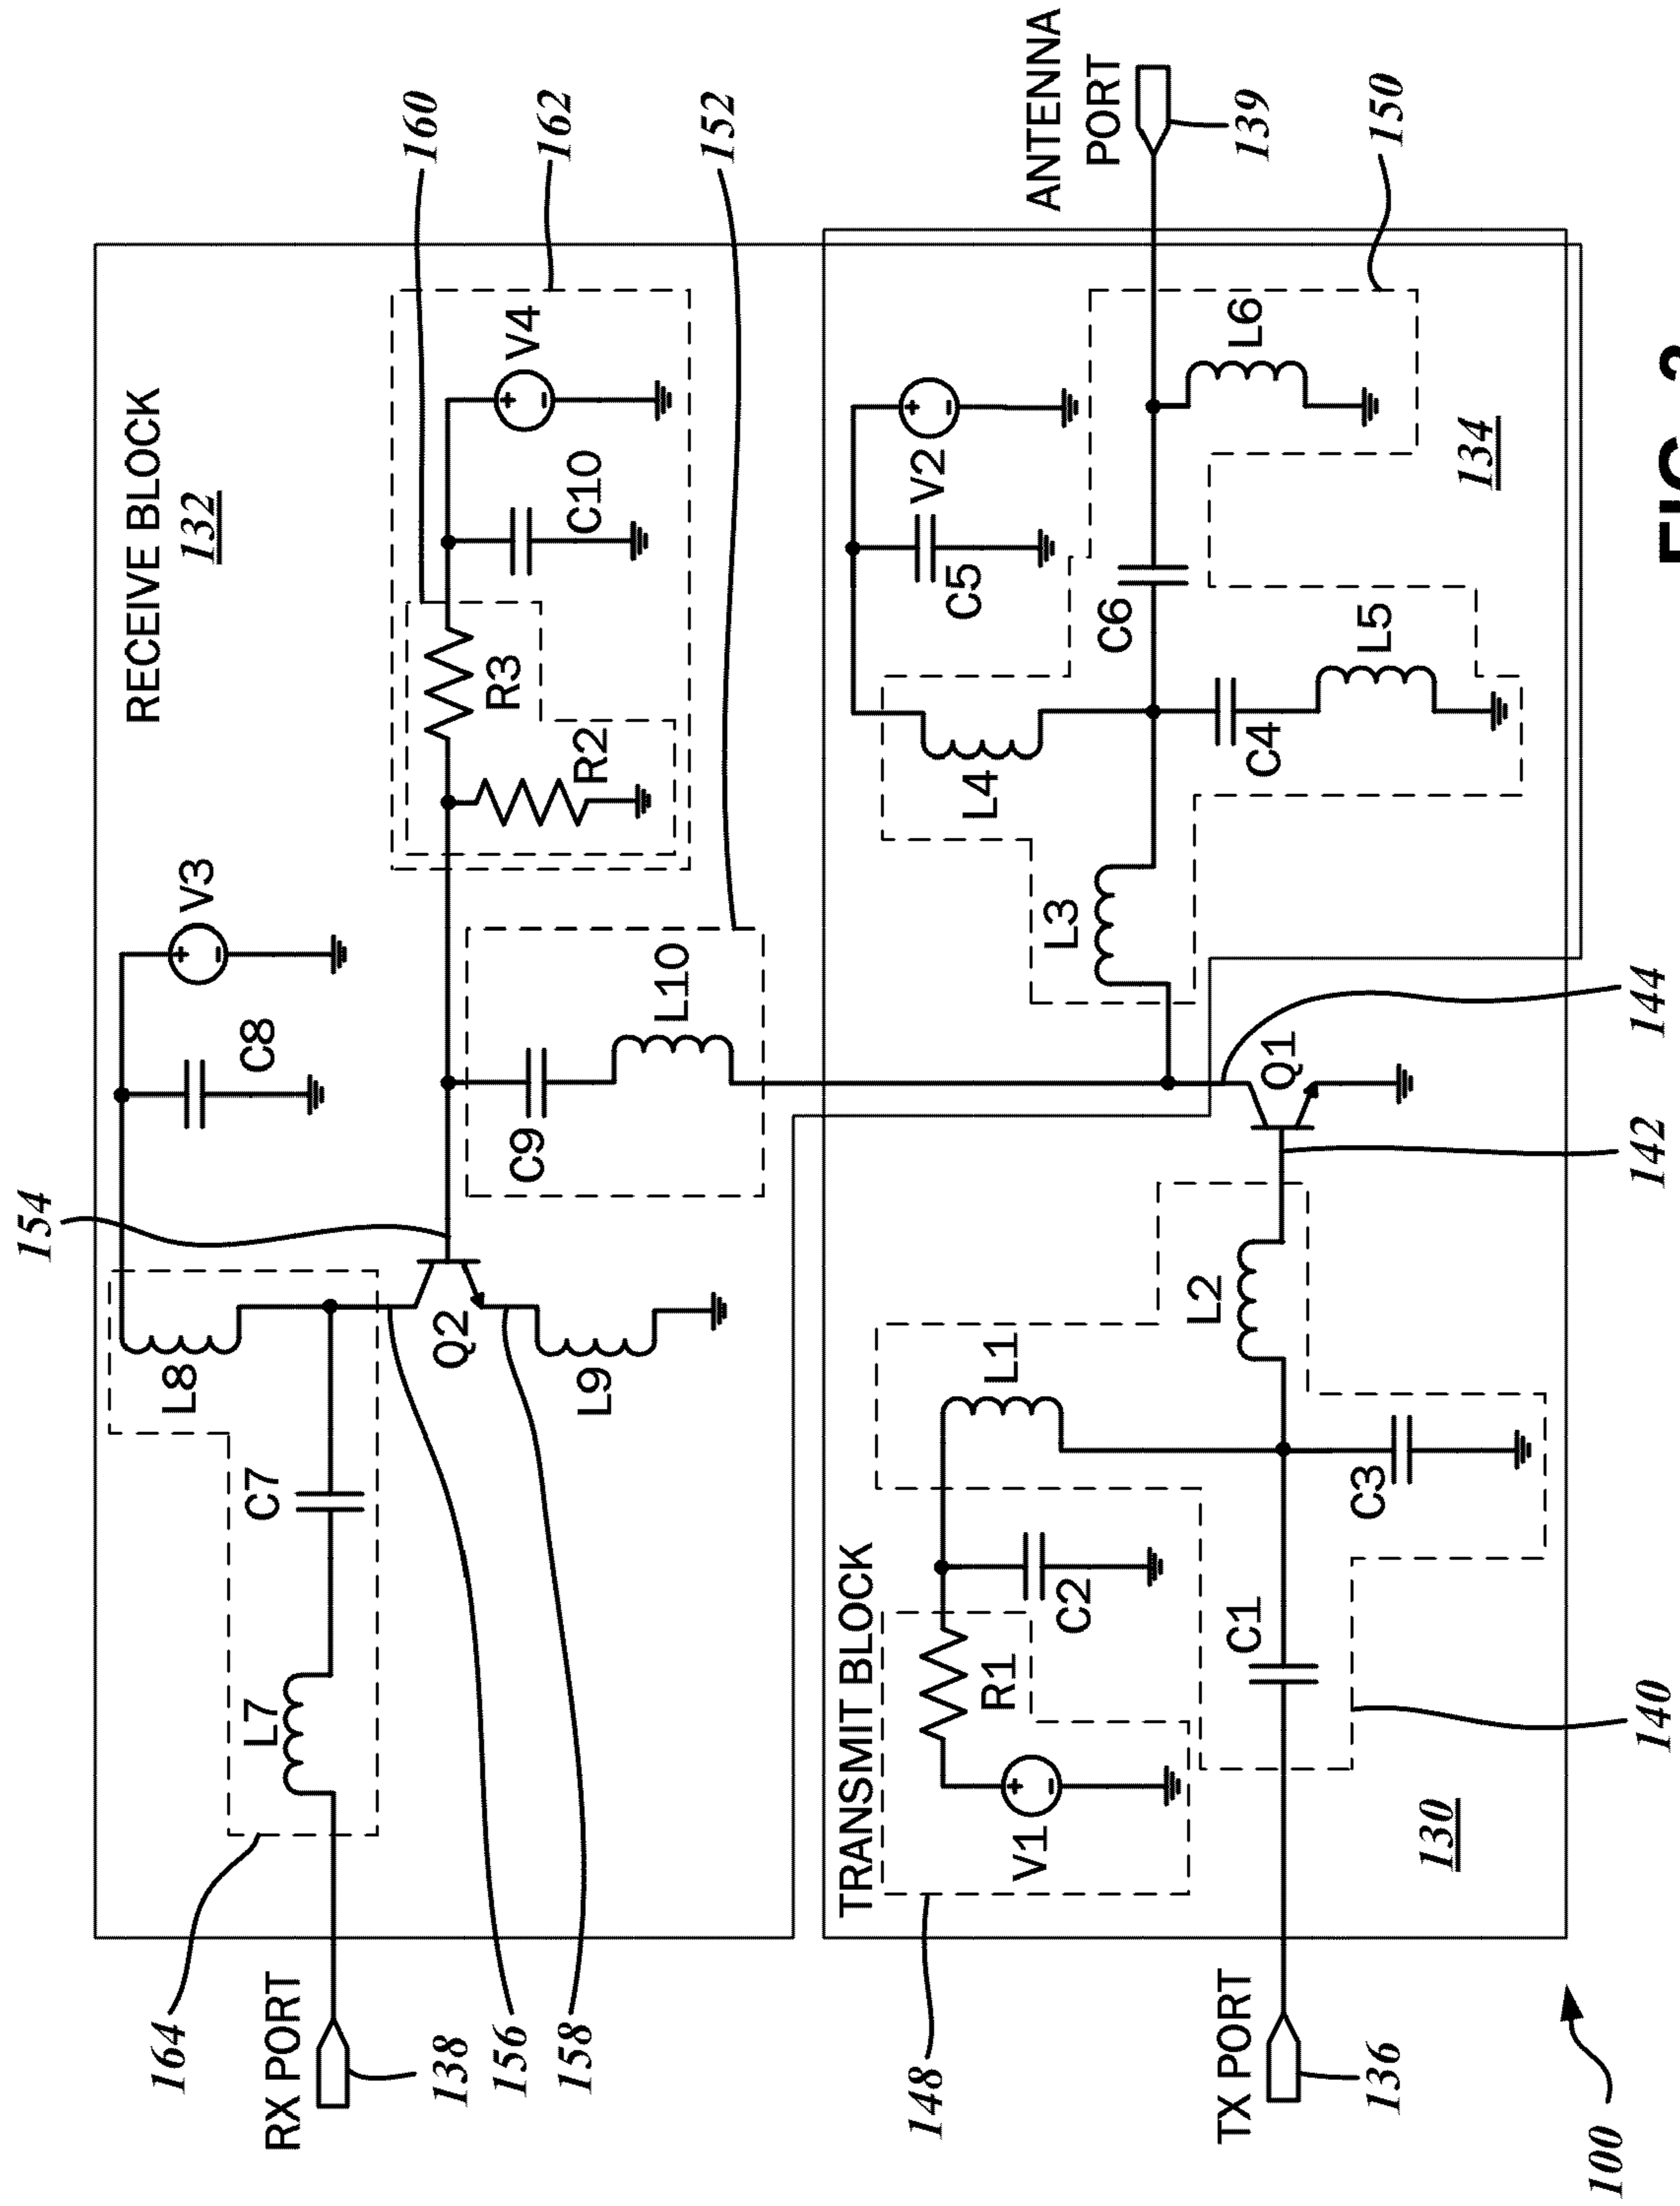 154
RECEIVE BLOCK
132
164
RX PORT
138
L7
C7
L8
C8
V3
Q2
L9
156
158
C9
L10
R2
R3
C10
V4
160
162
152
TRANSMIT BLOCK
148
V1
R1
C2
L1
L4
C5
V2
ANTENNA
PORT
139
L3
C6
TX PORT
136
C1
L2
Q1
C4
L5
L6
150
C3
130
134
100
140
142
144
FIG.